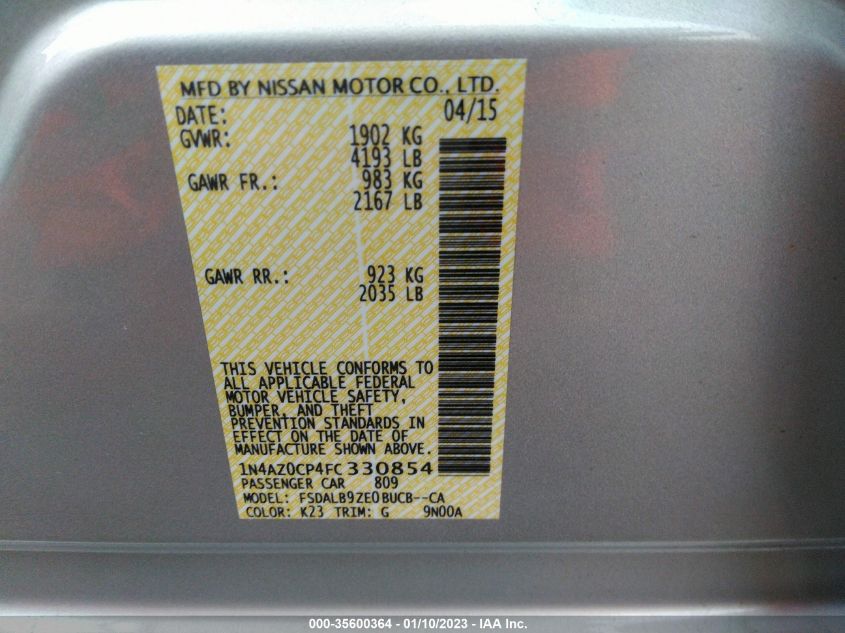 MFD BY NISSAN MOTOR CO., LTD.
DATE: 04/15
GVWR: 1902 KG
4193 LB
GAWR FR.: 983 KG
2167 LB
GAWR RR.: 923 KG
2035 LB
THIS VEHICLE CONFORMS TO
ALL APPLICABLE FEDERAL
MOTOR VEHICLE SAFETY,
BUMPER, AND THEFT
PREVENTION STANDARDS IN
EFFECT ON THE DATE OF
MANUFACTURE SHOWN ABOVE.
1N4AZ0CP4FC330854
PASSENGER CAR 809
MODEL: FSDALB9ZE0BUCB--CA
COLOR: K23 TRIM: G 9N00A
000-35600364 - 01/10/2023 - IAA Inc.